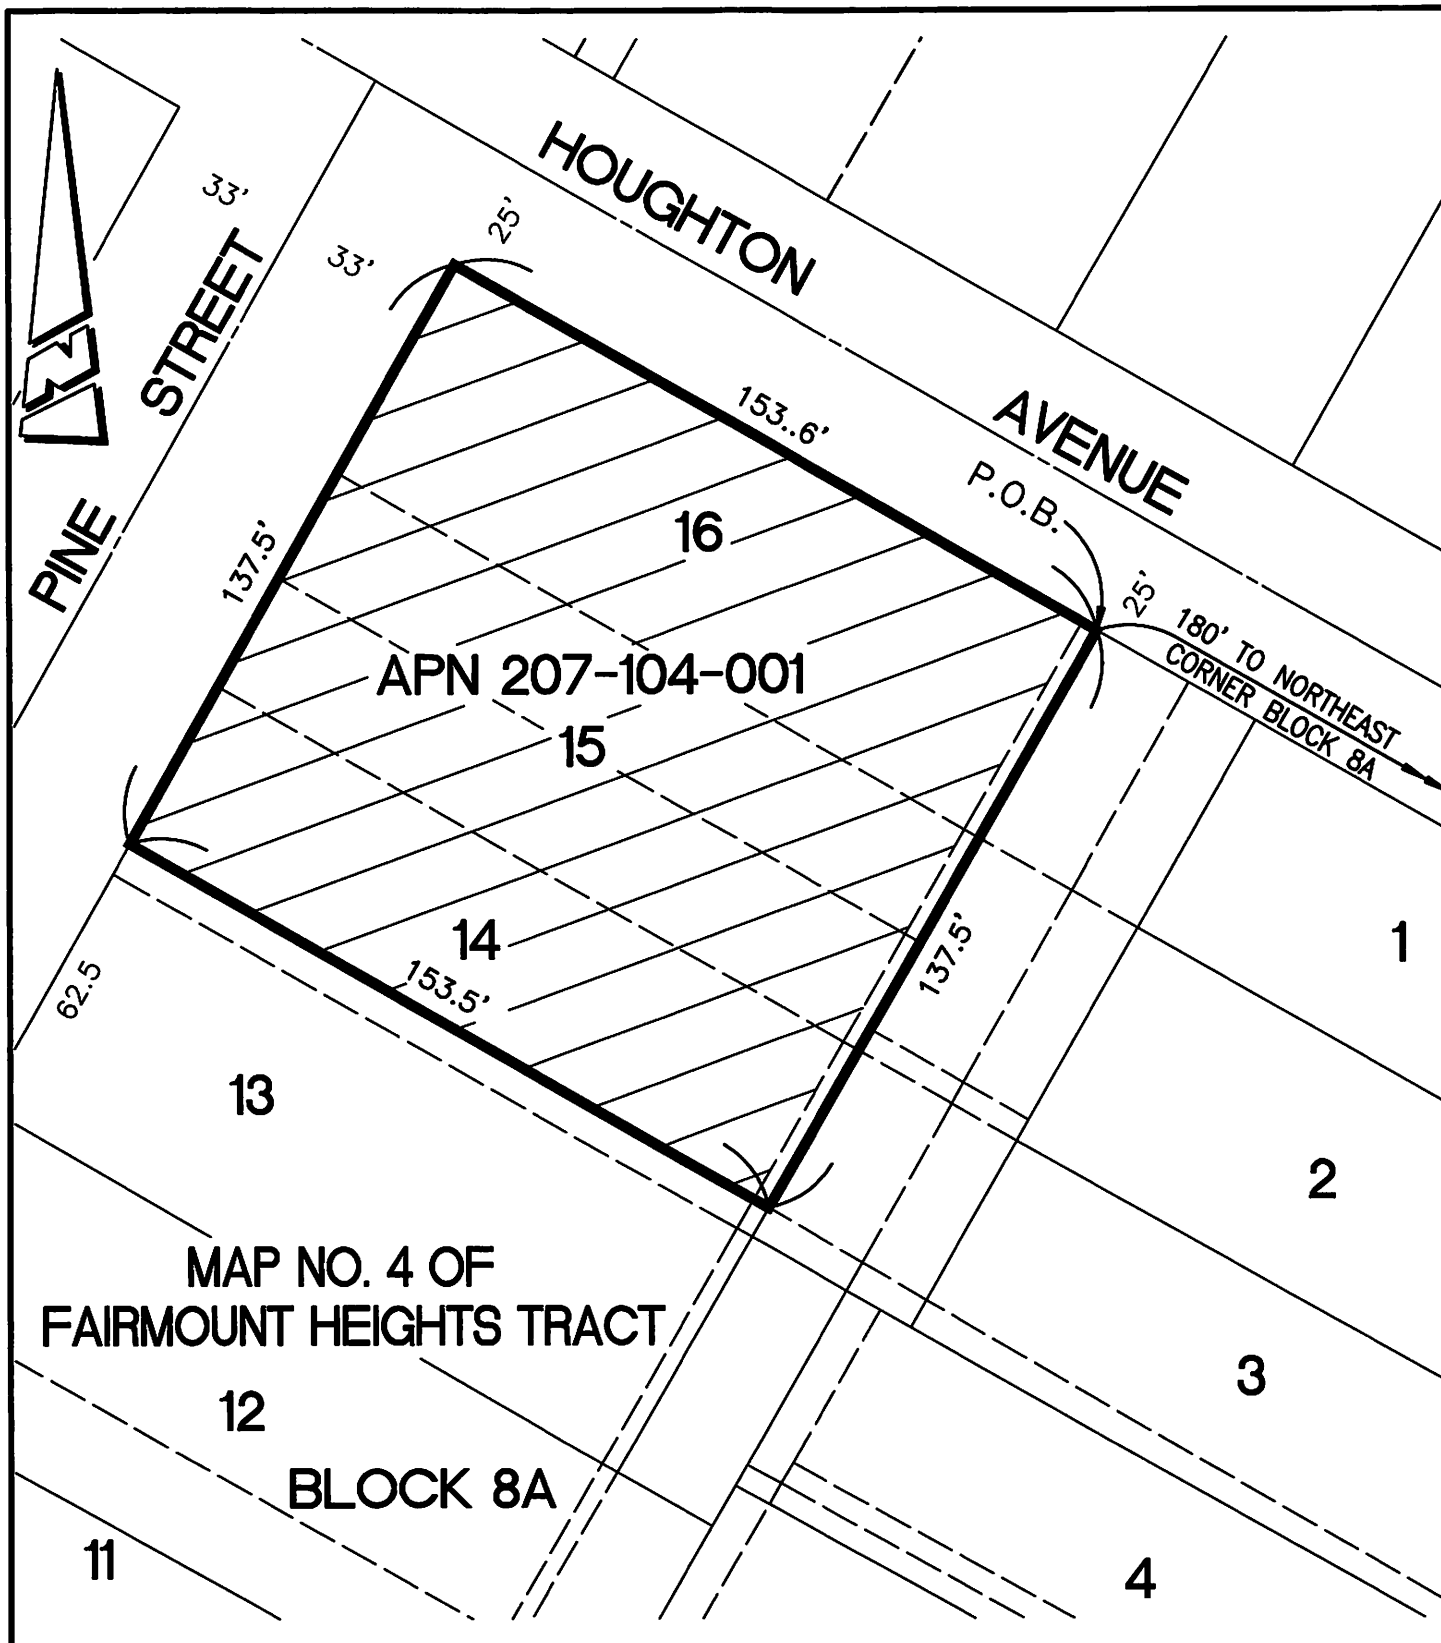 HOUGHTON
AVENUE
33'
25'
33'
PINE STREET
153..6'
P.O.B.
16
137.5'
25'
180' TO NORTHEAST
CORNER BLOCK 8A
APN 207-104-001
15
14
153.5'
137.5'
1
62.5
13
2
MAP NO. 4 OF
FAIRMOUNT HEIGHTS TRACT
3
12
BLOCK 8A
11
4